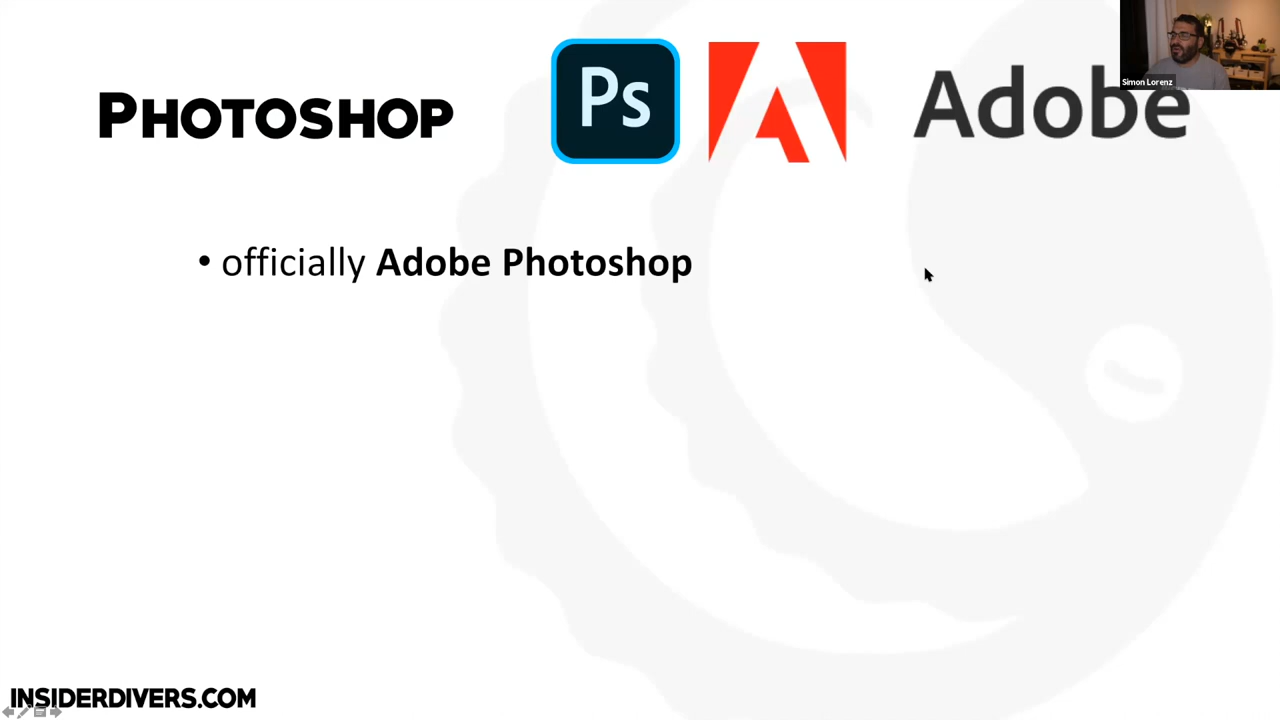 PHOTOSHOP
Ps
Adobe
Simon Lorenz
• officially Adobe Photoshop
INSIDERDIVERS.COM